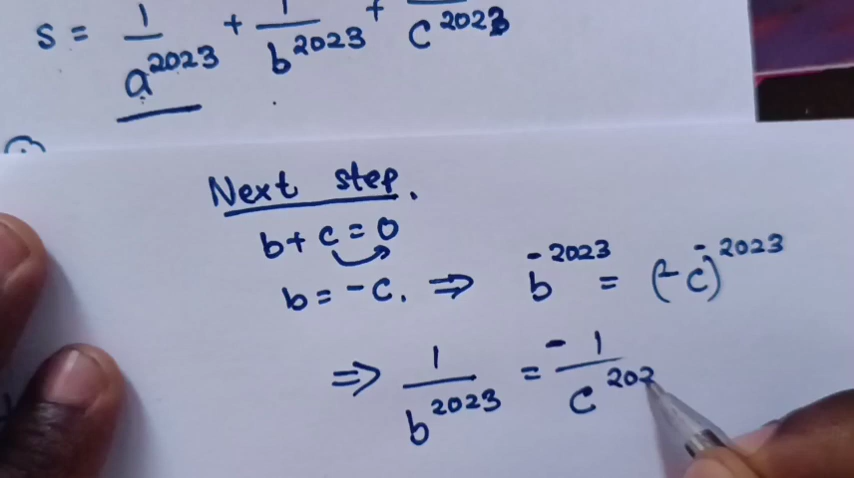 S = 1/a^2023 + 1/b^2023 + /c^2023
Next step.
b + c = 0
b = -c. ⇒ b^-2023 = (-c)^-2023
⇒ 1/b^2023 = -1/c^202